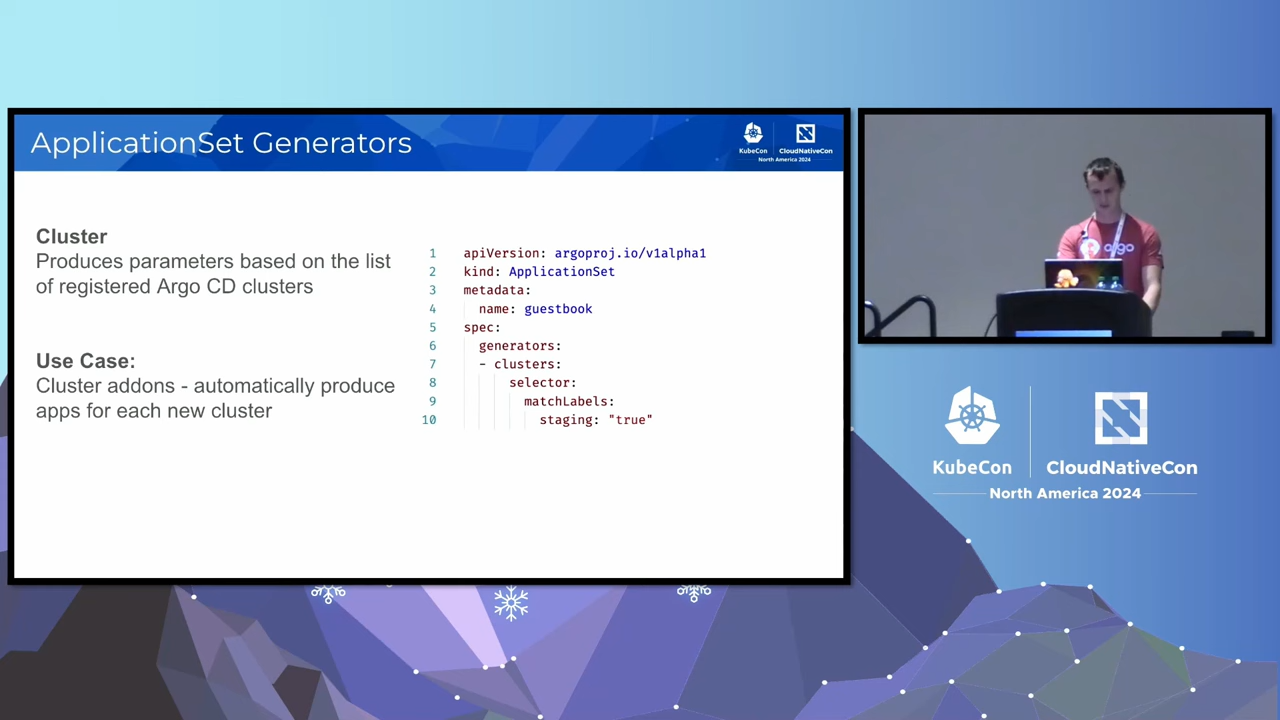 ApplicationSet Generators
KubeCon
CloudNativeCon
North America 2024
Cluster
Produces parameters based on the list
of registered Argo CD clusters
Use Case:
Cluster addons - automatically produce
apps for each new cluster
1 apiVersion: argoproj.io/v1alpha1
2 kind: ApplicationSet
3 metadata:
4 name: guestbook
5 spec:
6 generators:
7 - clusters:
8 selector:
9 matchLabels:
10 staging: "true"
argo
KubeCon
CloudNativeCon
North America 2024